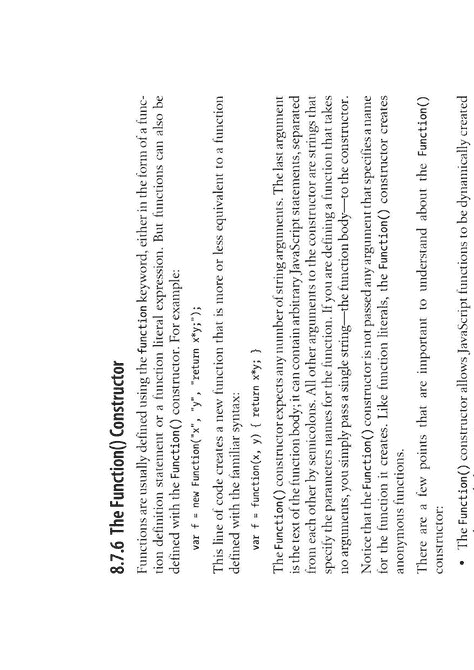 8.7.6 The Function() Constructor
Functions are usually defined using the function keyword, either in the form of a func-
tion definition statement or a function literal expression. But functions can also be
defined with the Function() constructor. For example:
var f = new Function("x", "y", "return x*y;");
This line of code creates a new function that is more or less equivalent to a function
defined with the familiar syntax:
var f = function(x, y) { return x*y; }
The Function() constructor expects any number of string arguments. The last argument
is the text of the function body; it can contain arbitrary JavaScript statements, separated
from each other by semicolons. All other arguments to the constructor are strings that
specify the parameters names for the function. If you are defining a function that takes
no arguments, you simply pass a single string—the function body—to the constructor.
Notice that the Function() constructor is not passed any argument that specifies a name
for the function it creates. Like function literals, the Function() constructor creates
anonymous functions.
There are a few points that are important to understand about the Function()
constructor:
• The Function() constructor allows JavaScript functions to be dynamically created